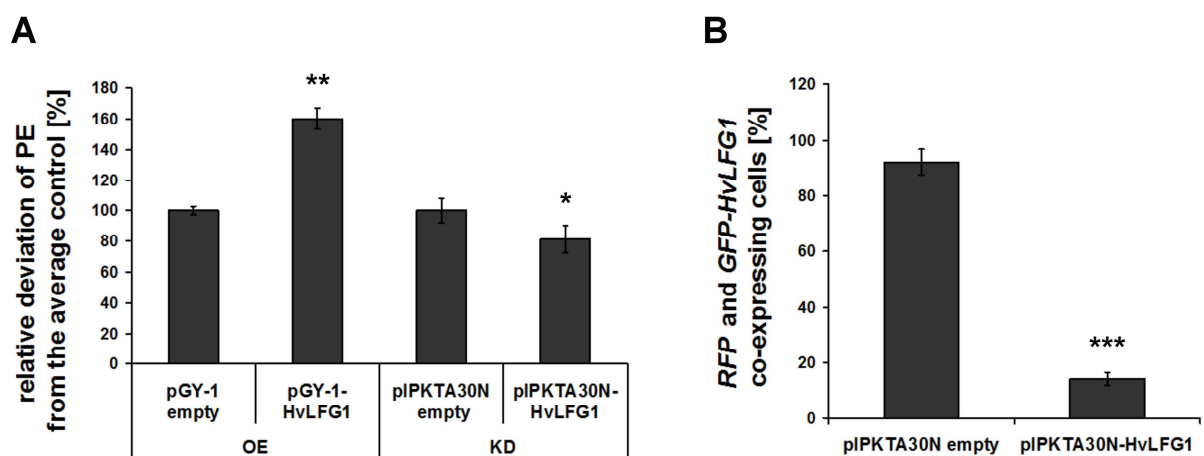 A
relative deviation of PE
from the average control [%]
180
160
140
120
100
80
60
40
20
0
**
*
pGY-1
empty
pGY-1-
HvLFG1
pIPKTA30N
empty
pIPKTA30N-
HvLFG1
OE
KD
B
RFP and GFP-HvLFG1
co-expressing cells [%]
120
100
80
60
40
20
0
***
pIPKTA30N empty
pIPKTA30N-HvLFG1